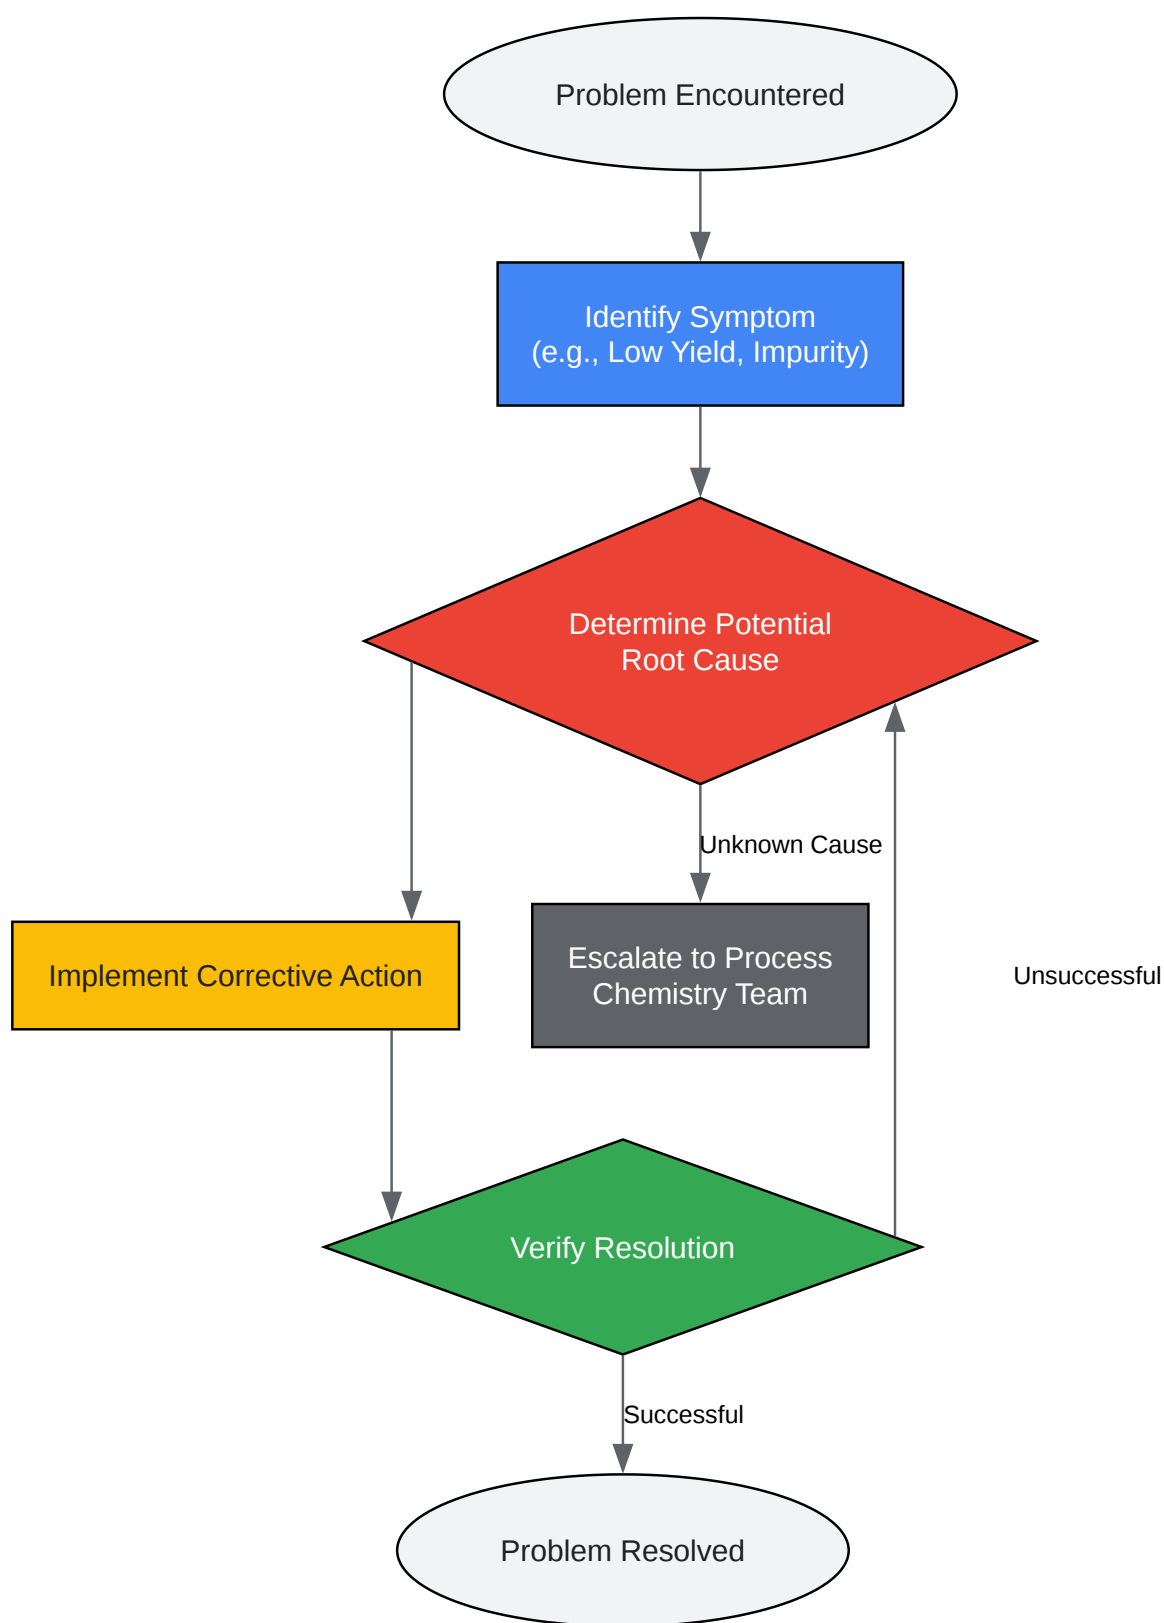 Problem Encountered
Identify Symptom
(e.g., Low Yield, Impurity)
Determine Potential
Root Cause
Unknown Cause
Implement Corrective Action
Escalate to Process
Chemistry Team
Unsuccessful
Verify Resolution
Successful
Problem Resolved